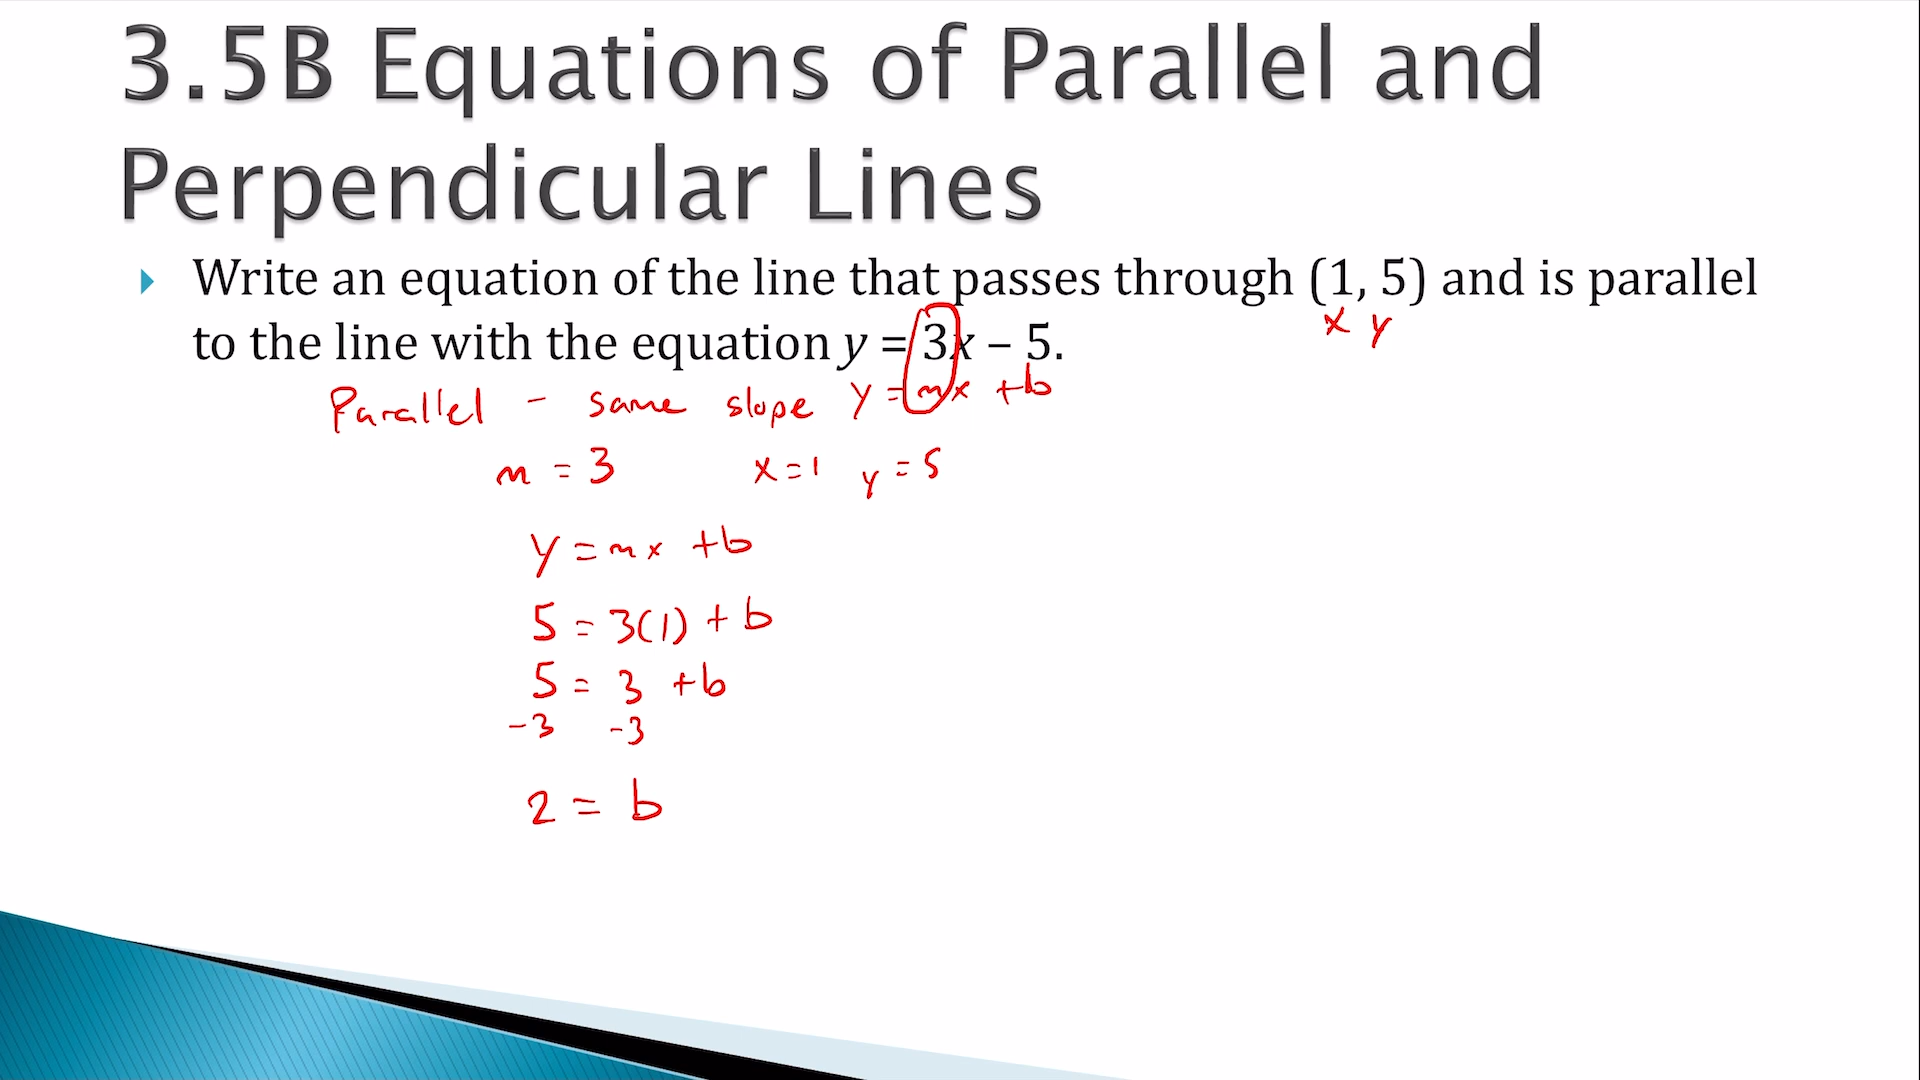 3.5B Equations of Parallel and
Perpendicular Lines
Write an equation of the line that passes through (1, 5) and is parallel
x y
to the line with the equation y = 3x – 5.
Parallel - same slope y = mx + b
m = 3 x = 1 y = 5
y = mx + b
5 = 3(1) + b
5 = 3 + b
-3 -3
2 = b